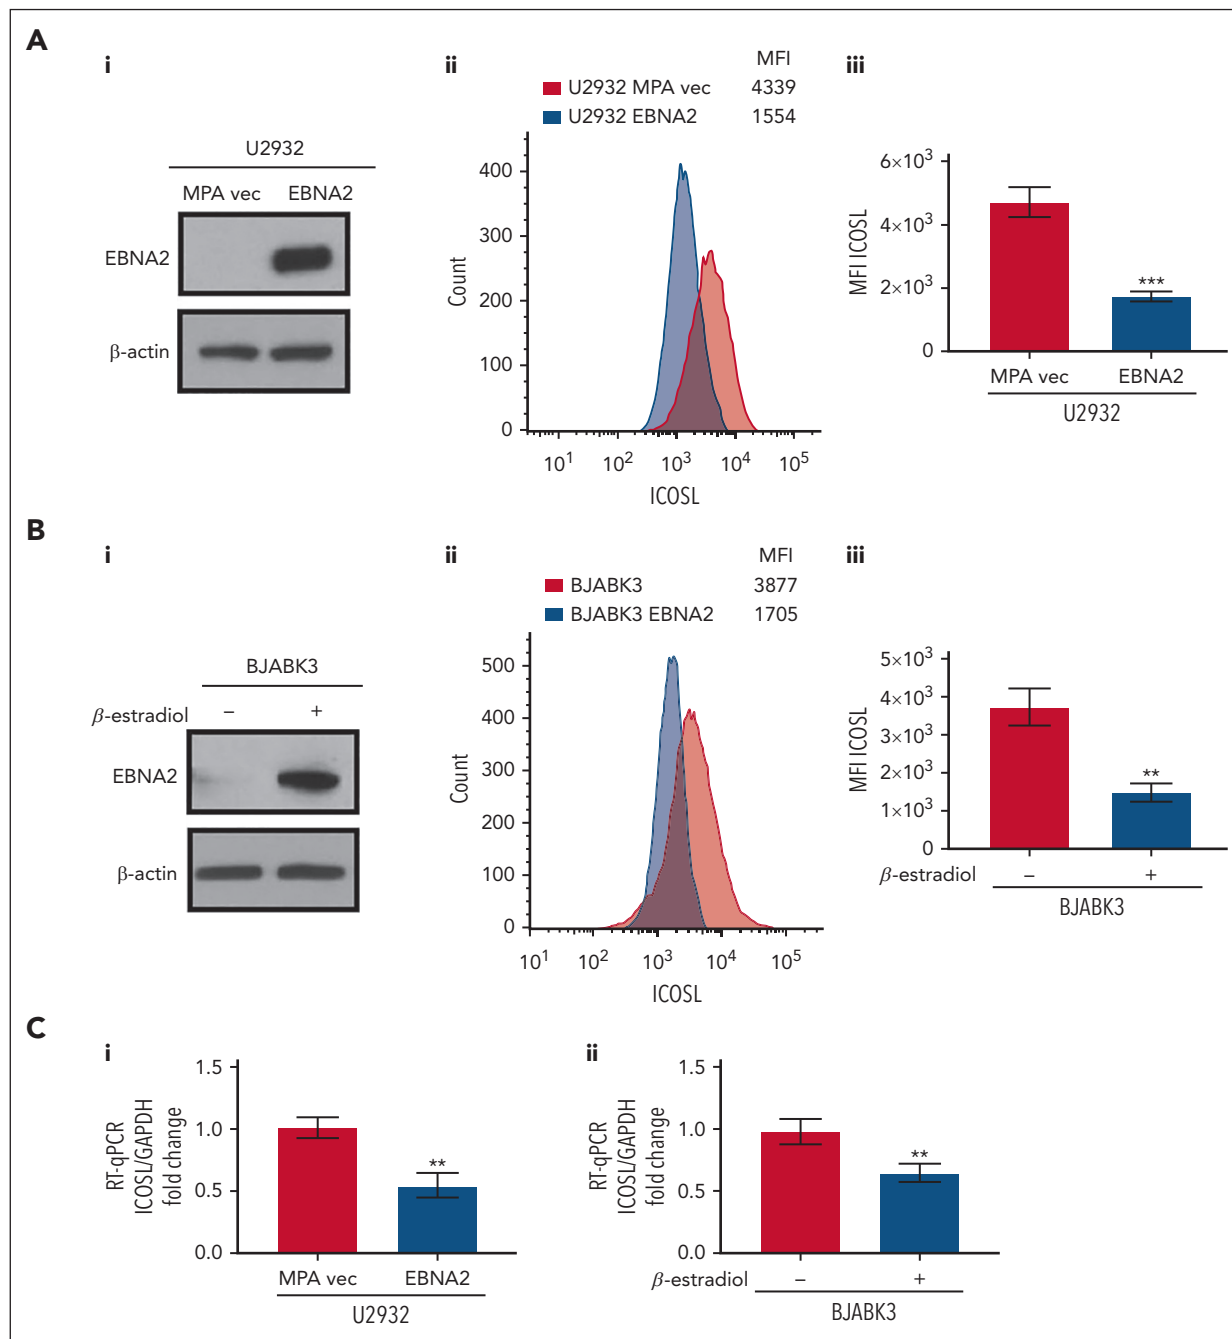 A
i
U2932
MPA vec EBNA2
EBNA2
β-actin
ii
MFI
U2932 MPA vec 4339
U2932 EBNA2 1554
Count
400
300
200
100
0
10¹ 10² 10³ 10⁴ 10⁵
ICOSL
iii
MFI ICOSL
6×10³
4×10³
2×10³
0
***
MPA vec EBNA2
U2932
B
i
BJABK3
β-estradiol – +
EBNA2
β-actin
ii
MFI
BJABK3 3877
BJABK3 EBNA2 1705
Count
500
400
300
200
100
0
10¹ 10² 10³ 10⁴ 10⁵
ICOSL
iii
MFI ICOSL
5×10³
4×10³
3×10³
2×10³
1×10³
0
**
β-estradiol – +
BJABK3
C
i
RT-qPCR
ICOSL/GAPDH
fold change
1.5
1.0
0.5
0.0
**
MPA vec EBNA2
U2932
ii
RT-qPCR
ICOSL/GAPDH
fold change
1.5
1.0
0.5
0.0
**
β-estradiol – +
BJABK3